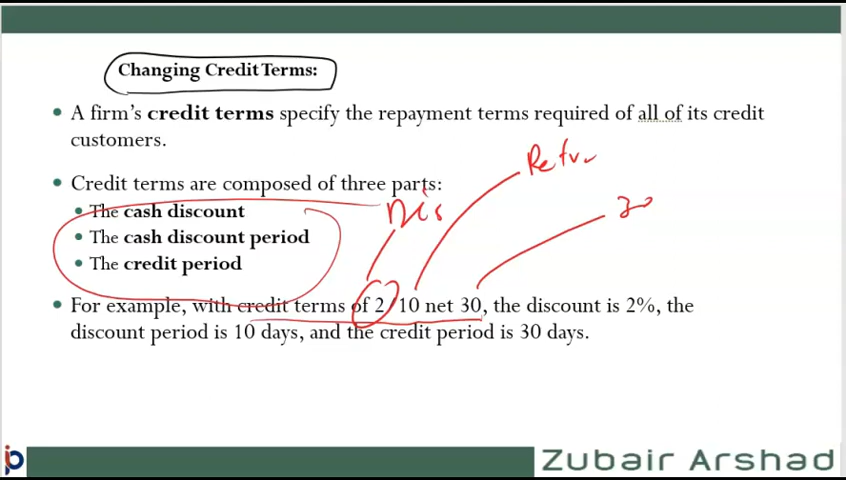 Changing Credit Terms:
• A firm's credit terms specify the repayment terms required of all of its credit
customers.
Retu
• Credit terms are composed of three parts:
• The cash discount
Dis
30
• The cash discount period
• The credit period
• For example, with credit terms of 2/10 net 30, the discount is 2%, the
discount period is 10 days, and the credit period is 30 days.
Zubair Arshad